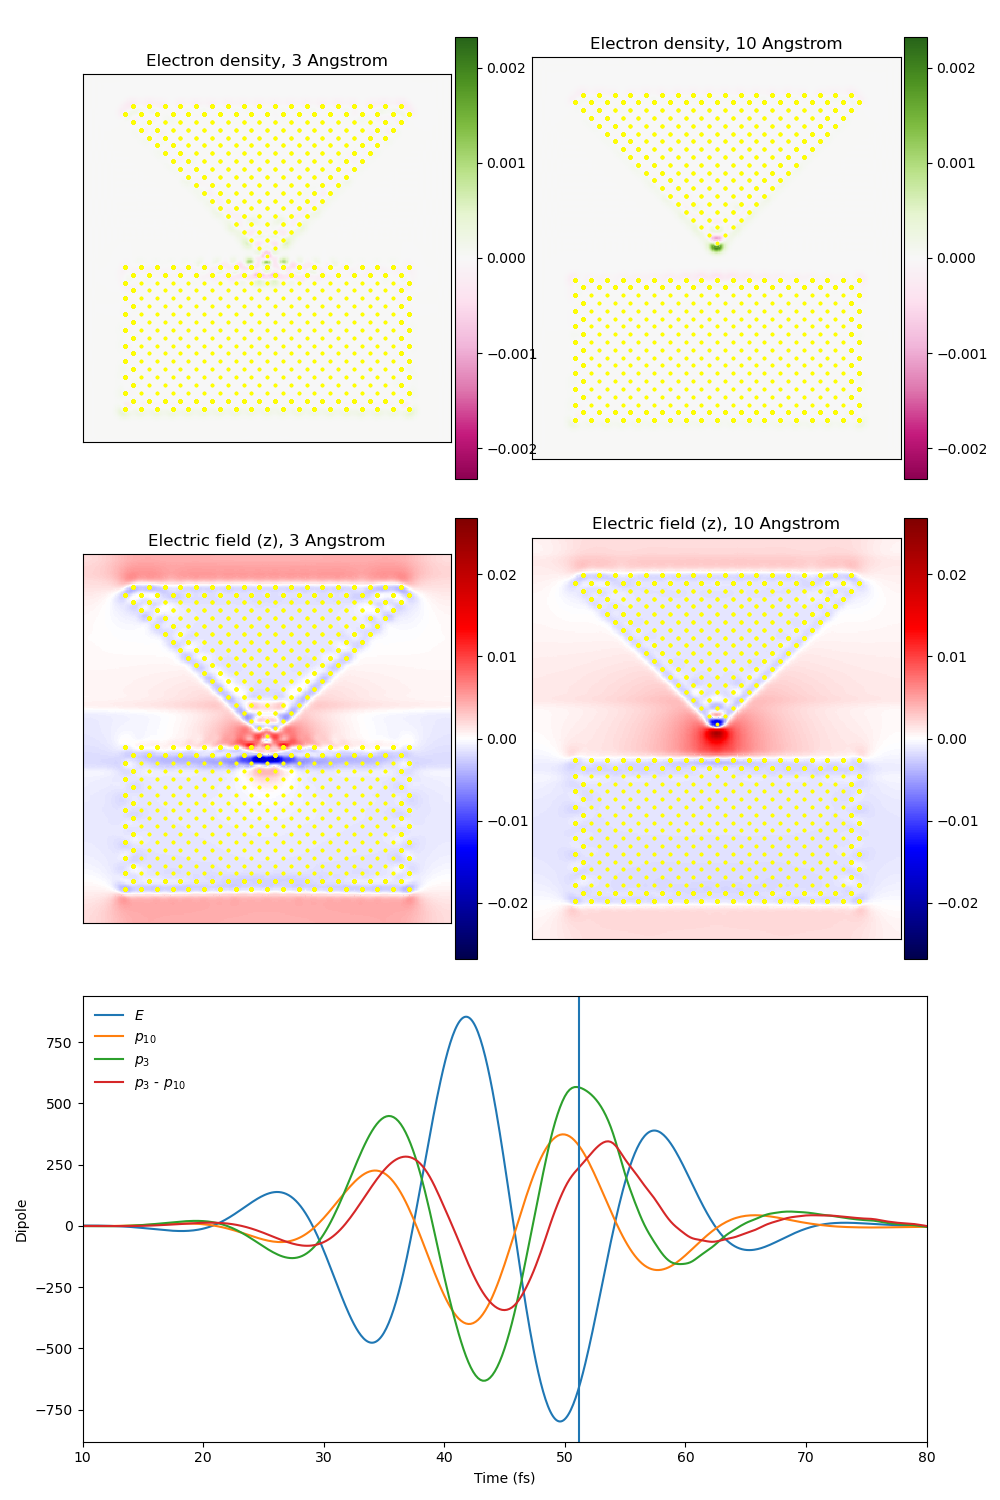 Electron density, 3 Angstrom
0.002
0.001
0.000
−0.001
−0.002
Electron density, 10 Angstrom
0.002
0.001
0.000
−0.001
−0.002
Electric field (z), 3 Angstrom
0.02
0.01
0.00
−0.01
−0.02
Electric field (z), 10 Angstrom
0.02
0.01
0.00
−0.01
−0.02
E
p10
p3
p3 - p10
Dipole
750
500
250
0
−250
−500
−750
10 20 30 40 50 60 70 80
Time (fs)